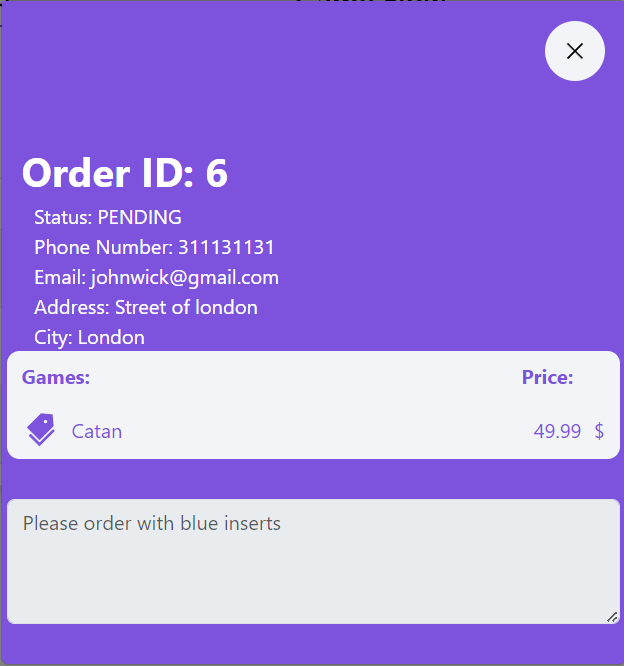 Order ID: 6
Status: PENDING
Phone Number: 311131131
Email: johnwick@gmail.com
Address: Street of london
City: London
Games: Price:
Catan 49.99 $
Please order with blue inserts